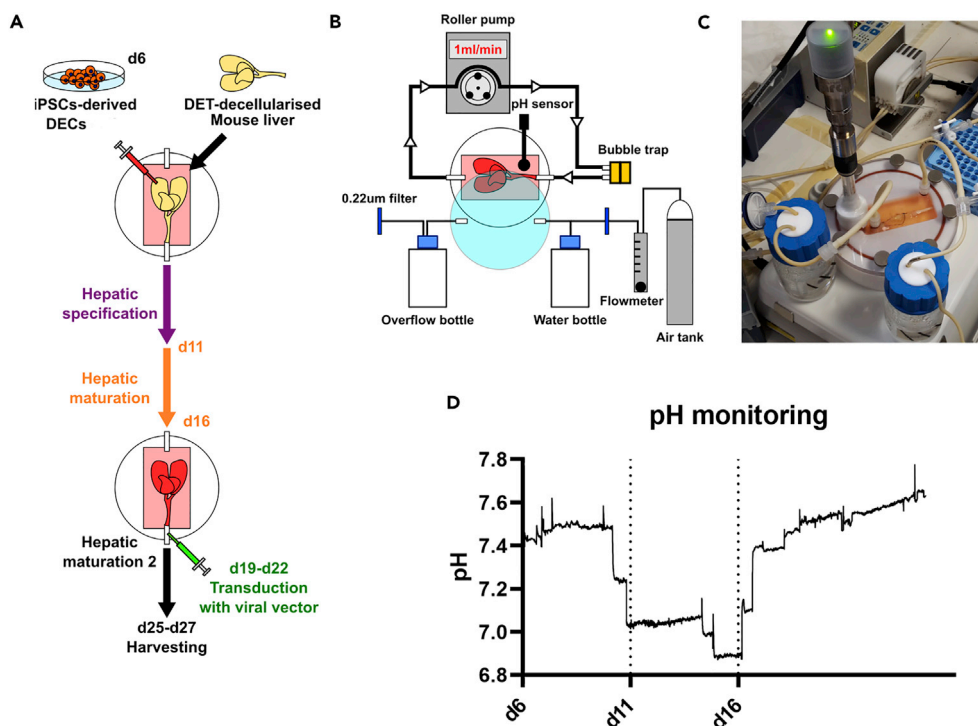 A
d6
iPSCs-derived
DECs
DET-decellularised
Mouse liver
Hepatic
specification
d11
Hepatic
maturation
d16
Hepatic
maturation 2
d19-d22
Transduction
with viral vector
d25-d27
Harvesting
B
Roller pump
1ml/min
pH sensor
Bubble trap
0.22um filter
Overflow bottle
Water bottle
Flowmeter
Air tank
C
D
pH monitoring
pH
7.8
7.6
7.4
7.2
7.0
6.8
d6
d11
d16